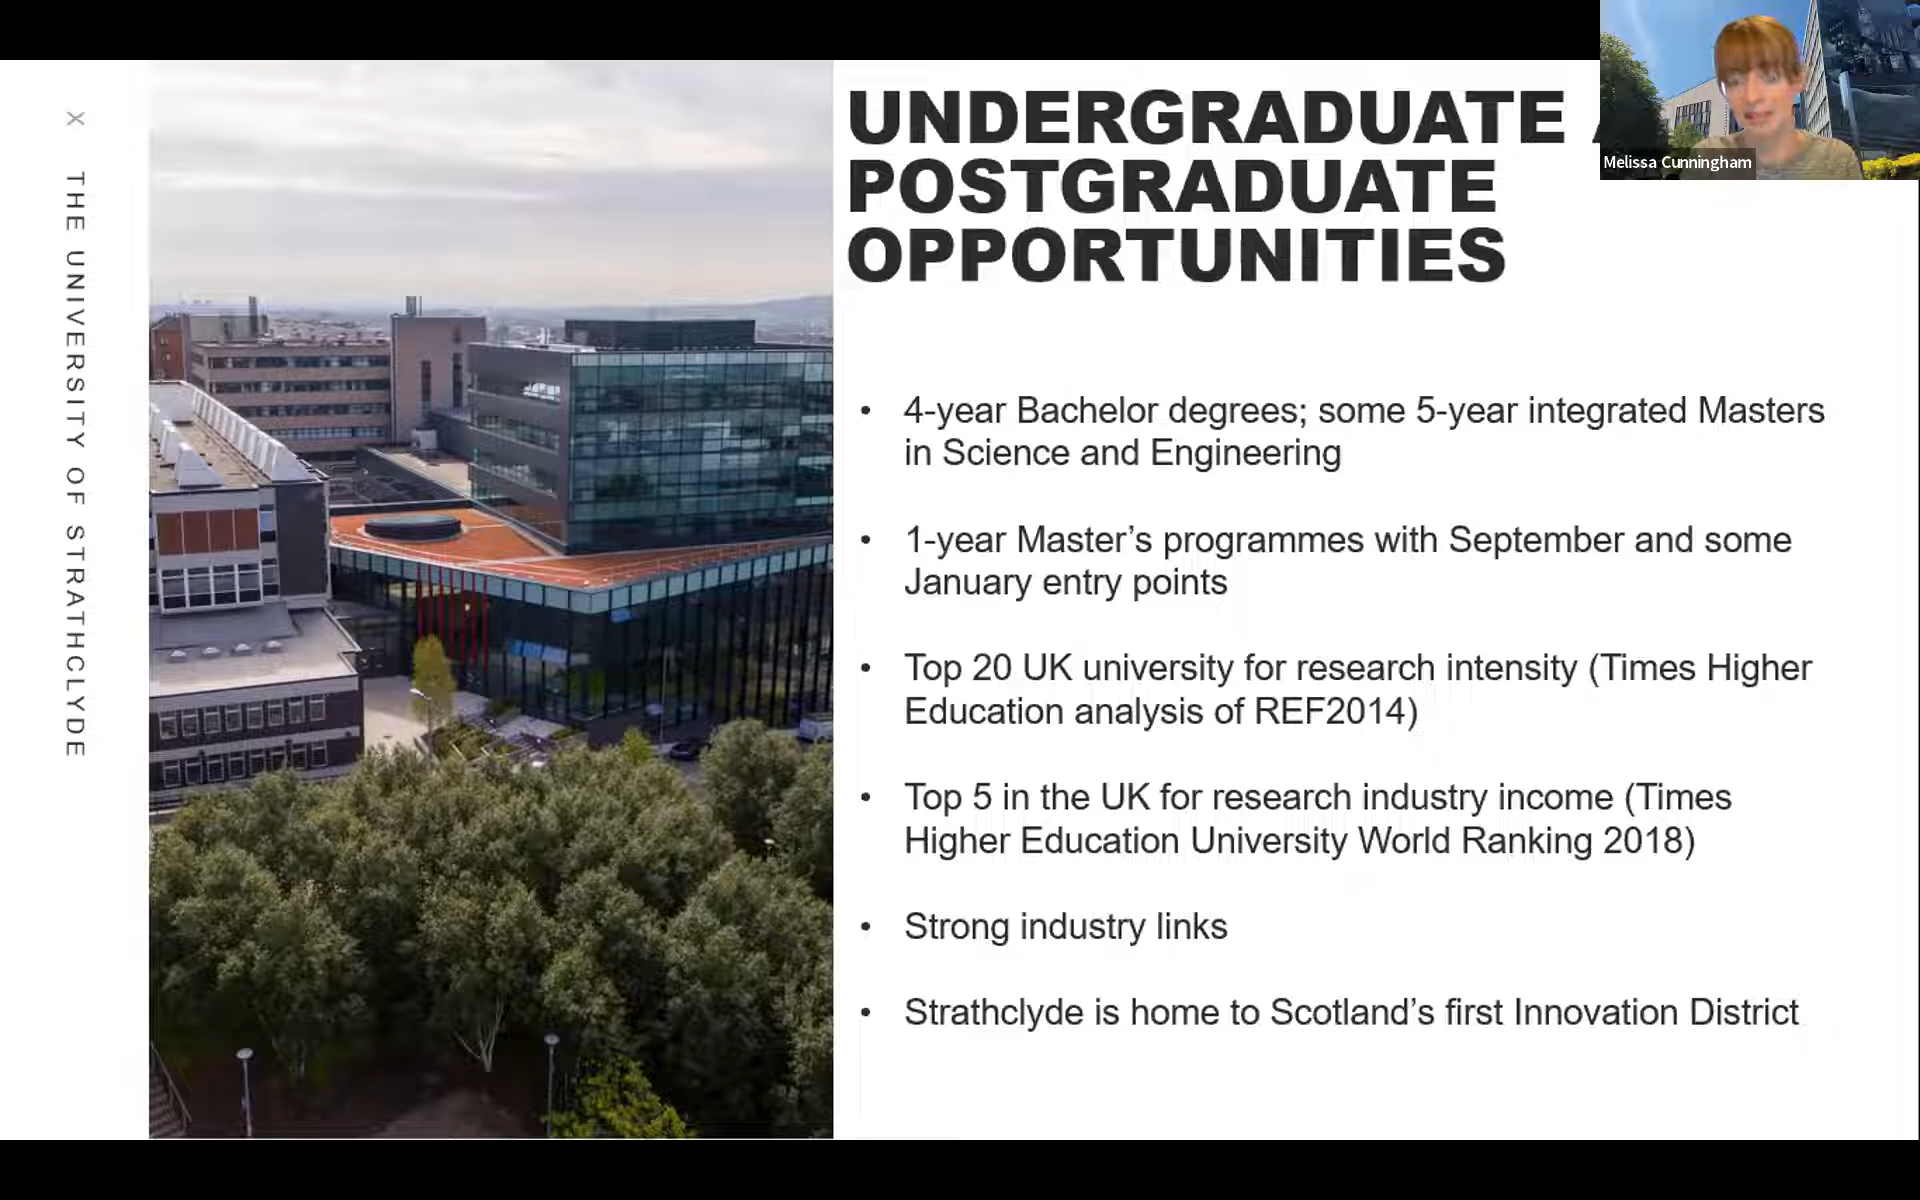 X THE UNIVERSITY OF STRATHCLYDE
UNDERGRADUATE
POSTGRADUATE
OPPORTUNITIES
Melissa Cunningham
• 4-year Bachelor degrees; some 5-year integrated Masters
in Science and Engineering
• 1-year Master’s programmes with September and some
January entry points
• Top 20 UK university for research intensity (Times Higher
Education analysis of REF2014)
• Top 5 in the UK for research industry income (Times
Higher Education University World Ranking 2018)
• Strong industry links
• Strathclyde is home to Scotland’s first Innovation District